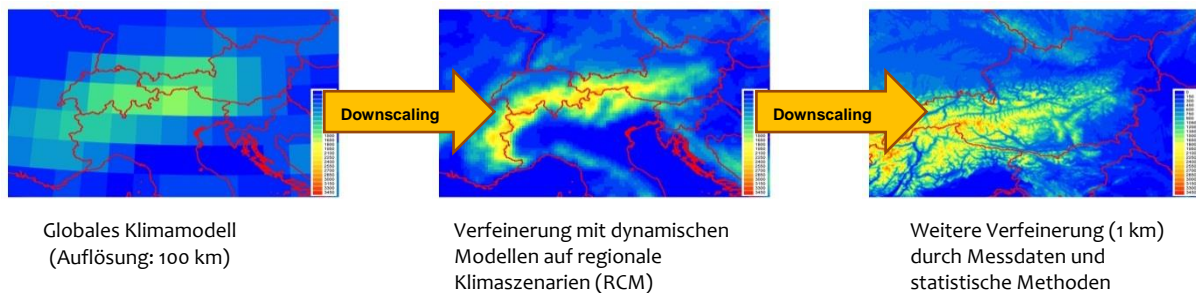 Downscaling
Downscaling
Globales Klimamodell
(Auflösung: 100 km)
Verfeinerung mit dynamischen
Modellen auf regionale
Klimaszenarien (RCM)
Weitere Verfeinerung (1 km)
durch Messdaten und
statistische Methoden